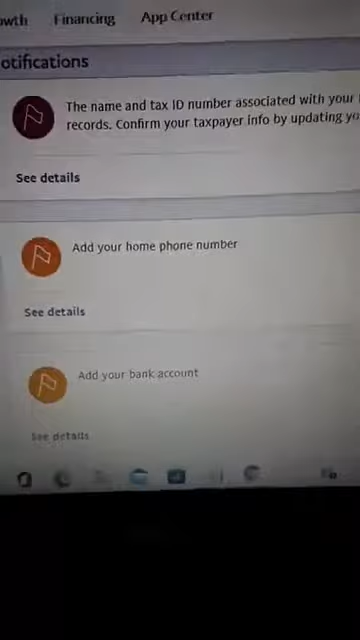 wth Financing App Center
otifications
The name and tax ID number associated with your
records. Confirm your taxpayer info by updating yo
See details
Add your home phone number
See details
Add your bank account
See details